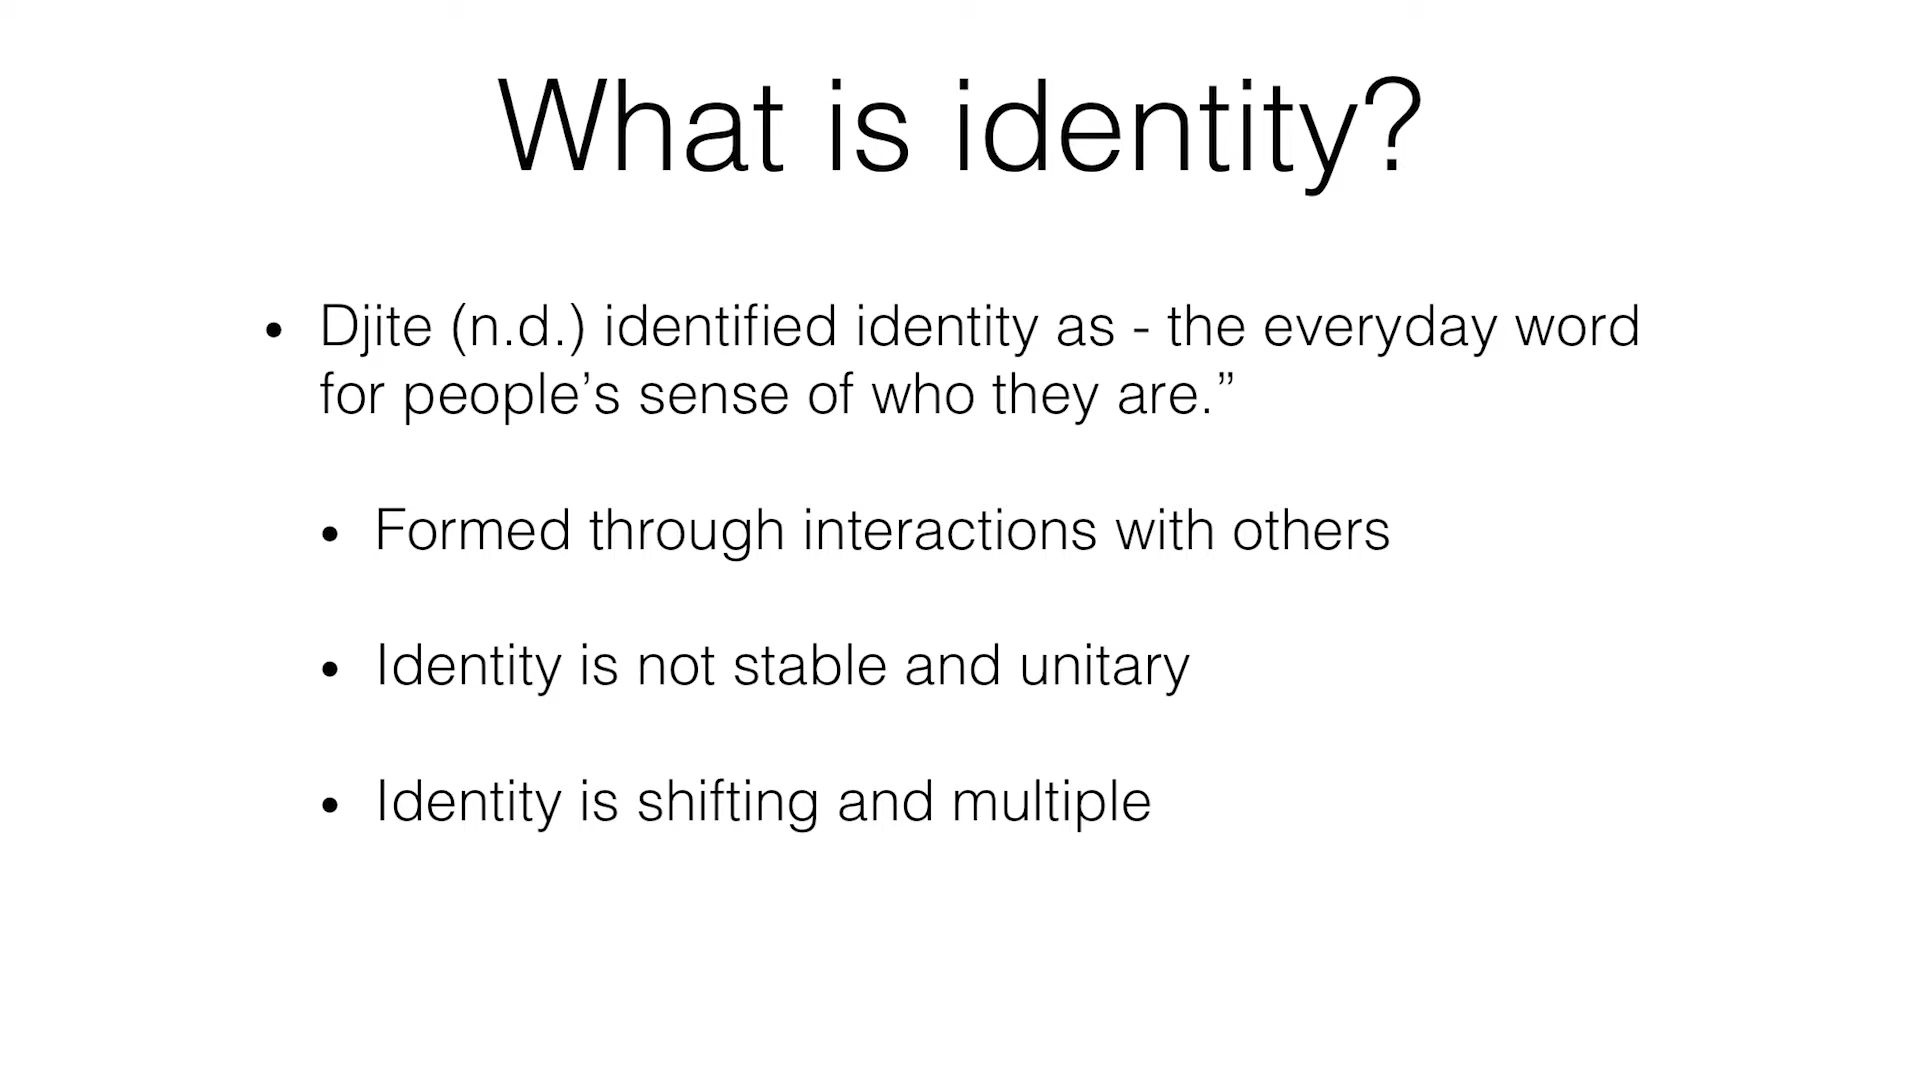 What is identity?
• Djite (n.d.) identified identity as - the everyday word
for people’s sense of who they are.”
• Formed through interactions with others
• Identity is not stable and unitary
• Identity is shifting and multiple